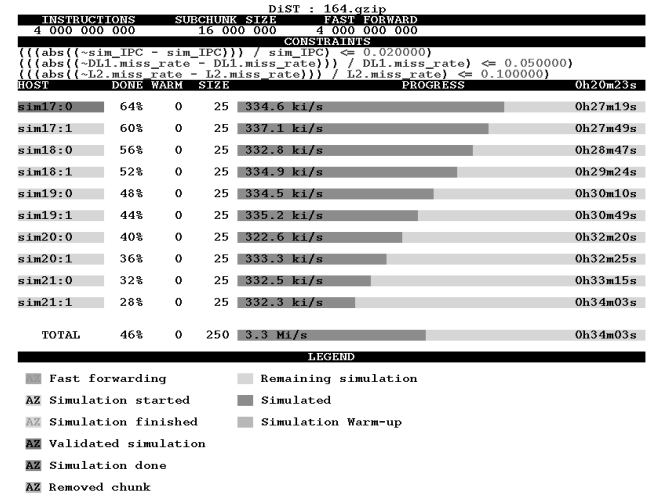 DiST : 164.gzip
INSTRUCTIONS SUBCHUNK SIZE FAST FORWARD
4 000 000 000 16 000 000 4 000 000 000
CONSTRAINTS
(((abs((~sim_IPC - sim_IPC))) / sim_IPC) <= 0.020000)
(((abs((~DL1.miss_rate - DL1.miss_rate))) / DL1.miss_rate) <= 0.050000)
(((abs((~L2.miss_rate - L2.miss_rate))) / L2.miss_rate) <= 0.100000)
HOST DONE WARM SIZE PROGRESS 0h20m23s
sim17:0 64% 0 25 334.6 ki/s 0h27m19s
sim17:1 60% 0 25 337.1 ki/s 0h27m49s
sim18:0 56% 0 25 332.8 ki/s 0h28m47s
sim18:1 52% 0 25 334.9 ki/s 0h29m24s
sim19:0 48% 0 25 334.5 ki/s 0h30m10s
sim19:1 44% 0 25 335.2 ki/s 0h30m49s
sim20:0 40% 0 25 322.6 ki/s 0h32m20s
sim20:1 36% 0 25 333.3 ki/s 0h32m25s
sim21:0 32% 0 25 332.5 ki/s 0h33m15s
sim21:1 28% 0 25 332.3 ki/s 0h34m03s
TOTAL 46% 0 250 3.3 Mi/s 0h34m03s
LEGEND
AZ Fast forwarding Remaining simulation
AZ Simulation started Simulated
AZ Simulation finished Simulation Warm-up
AZ Validated simulation
AZ Simulation done
AZ Removed chunk